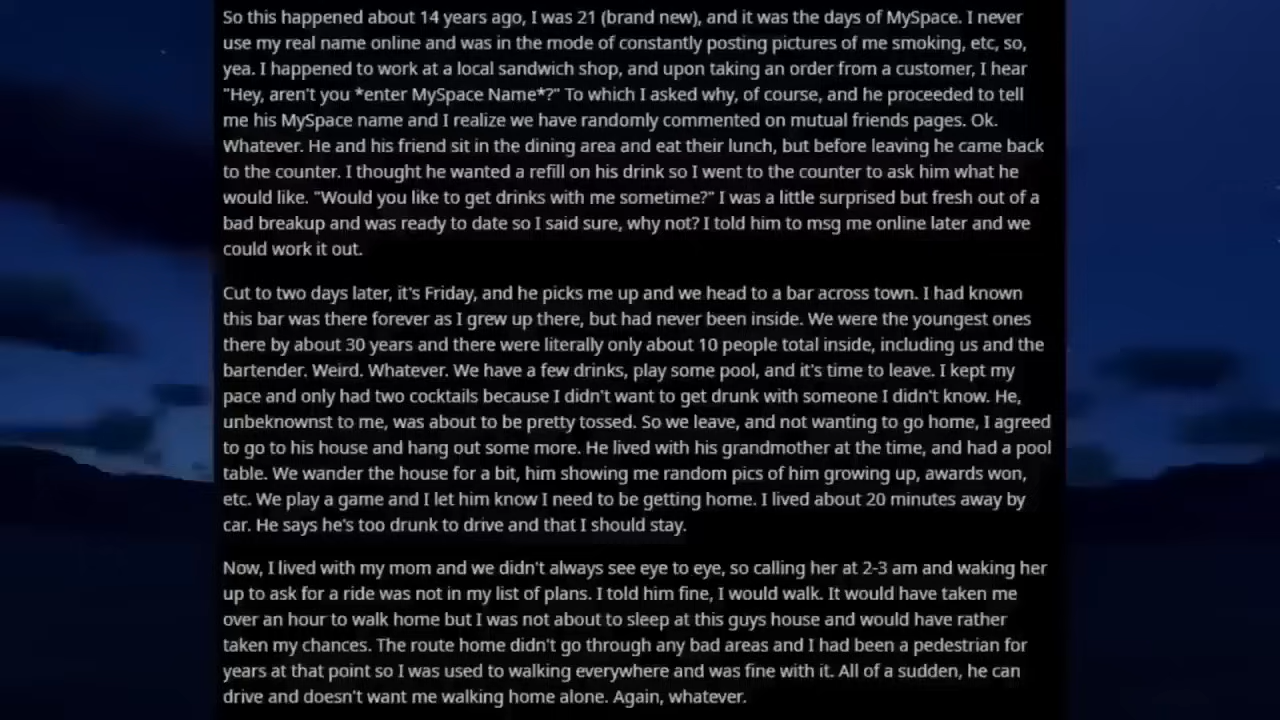 So this happened about 14 years ago, I was 21 (brand new), and it was the days of MySpace. I never
use my real name online and was in the mode of constantly posting pictures of me smoking, etc, so,
yea. I happened to work at a local sandwich shop, and upon taking an order from a customer, I hear
"Hey, aren't you *enter MySpace Name*?" To which I asked why, of course, and he proceeded to tell
me his MySpace name and I realize we have randomly commented on mutual friends pages. Ok.
Whatever. He and his friend sit in the dining area and eat their lunch, but before leaving he came back
to the counter. I thought he wanted a refill on his drink so I went to the counter to ask him what he
would like. "Would you like to get drinks with me sometime?" I was a little surprised but fresh out of a
bad breakup and was ready to date so I said sure, why not? I told him to msg me online later and we
could work it out.
Cut to two days later, it's Friday, and he picks me up and we head to a bar across town. I had known
this bar was there forever as I grew up there, but had never been inside. We were the youngest ones
there by about 30 years and there were literally only about 10 people total inside, including us and the
bartender. Weird. Whatever. We have a few drinks, play some pool, and it's time to leave. I kept my
pace and only had two cocktails because I didn't want to get drunk with someone I didn't know. He,
unbeknownst to me, was about to be pretty tossed. So we leave, and not wanting to go home, I agreed
to go to his house and hang out some more. He lived with his grandmother at the time, and had a pool
table. We wander the house for a bit, him showing me random pics of him growing up, awards won,
etc. We play a game and I let him know I need to be getting home. I lived about 20 minutes away by
car. He says he's too drunk to drive and that I should stay.
Now, I lived with my mom and we didn't always see eye to eye, so calling her at 2-3 am and waking her
up to ask for a ride was not in my list of plans. I told him fine, I would walk. It would have taken me
over an hour to walk home but I was not about to sleep at this guys house and would have rather
taken my chances. The route home didn't go through any bad areas and I had been a pedestrian for
years at that point so I was used to walking everywhere and was fine with it. All of a sudden, he can
drive and doesn't want me walking home alone. Again, whatever.